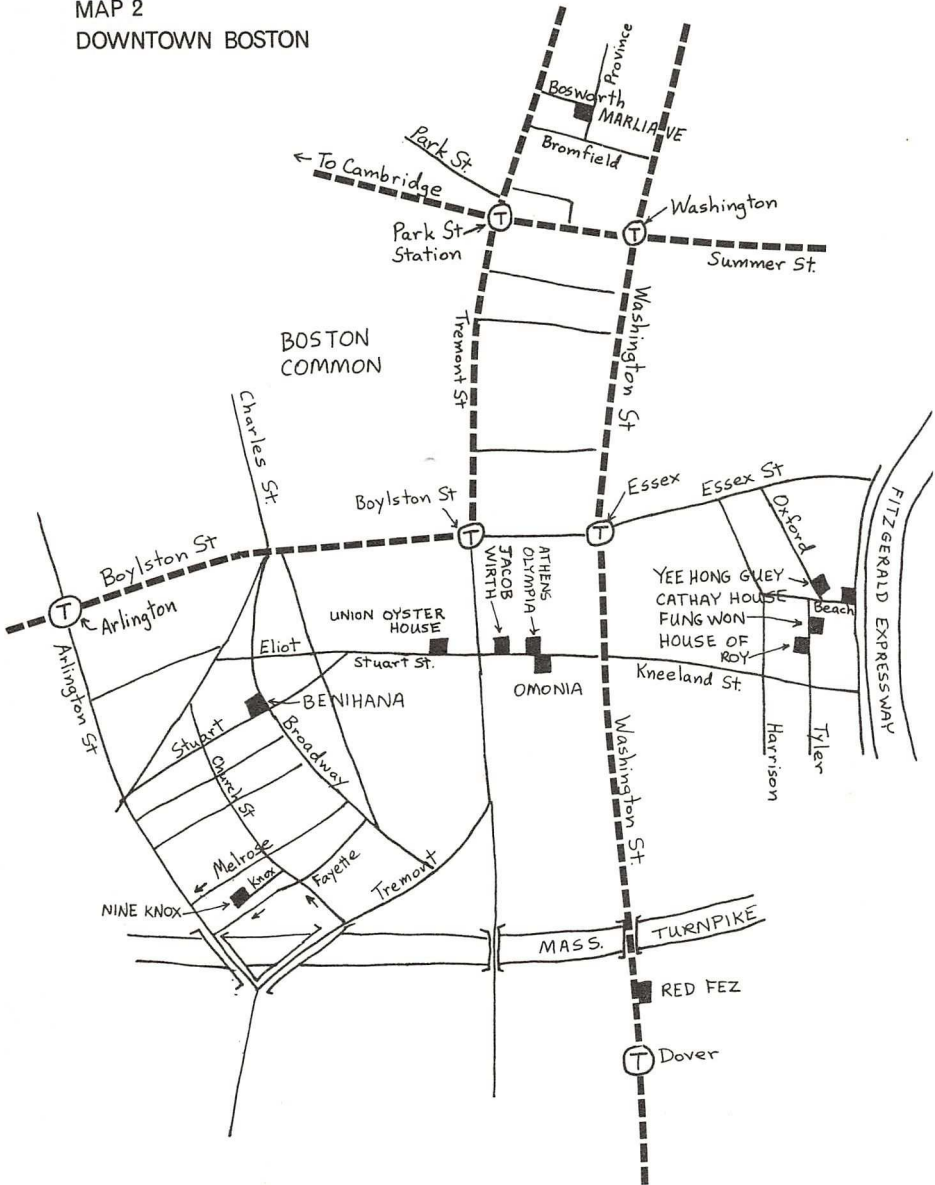 MAP 2
DOWNTOWN BOSTON
Province
Bosworth
MARLIAVE
Bromfield
Park St.
← To Cambridge
T
Park St
Station
T
Washington
Summer St.
Tremont St
Washington St
BOSTON
COMMON
Charles St.
Boylston St
T
T
Essex
Essex St
Oxford
FITZGERALD EXPRESSWAY
Boylston St
T
Arlington
Arlington St
YEE HONG GUEY
CATHAY HOUSE
Beach
FUNG WON
HOUSE OF
ROY
UNION OYSTER
HOUSE
JACOB
WIRTH
ATHENS
OLYMPIA
Eliot
Stuart St.
OMONIA
Kneeland St.
BENIHANA
Stuart
Broadway
Church St
Harrison
Tyler
Washington St.
Melrose
Knox
Fayette
Tremont
NINE KNOX
MASS.
TURNPIKE
RED FEZ
T
Dover